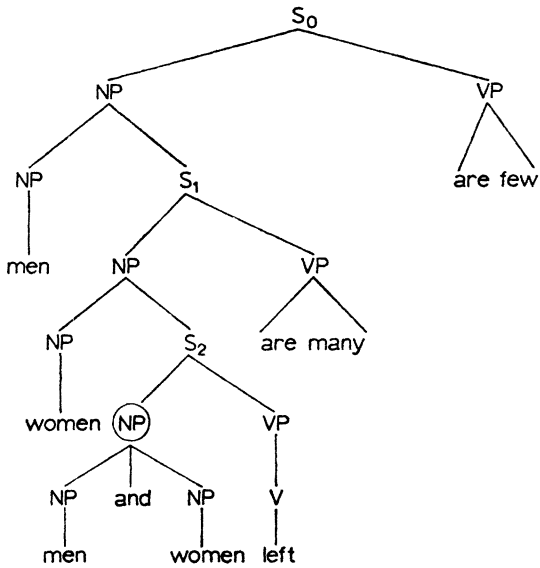 S₀
NP VP
NP S₁ are few
men NP VP
NP S₂ are many
women NP VP
NP and NP V
men women left